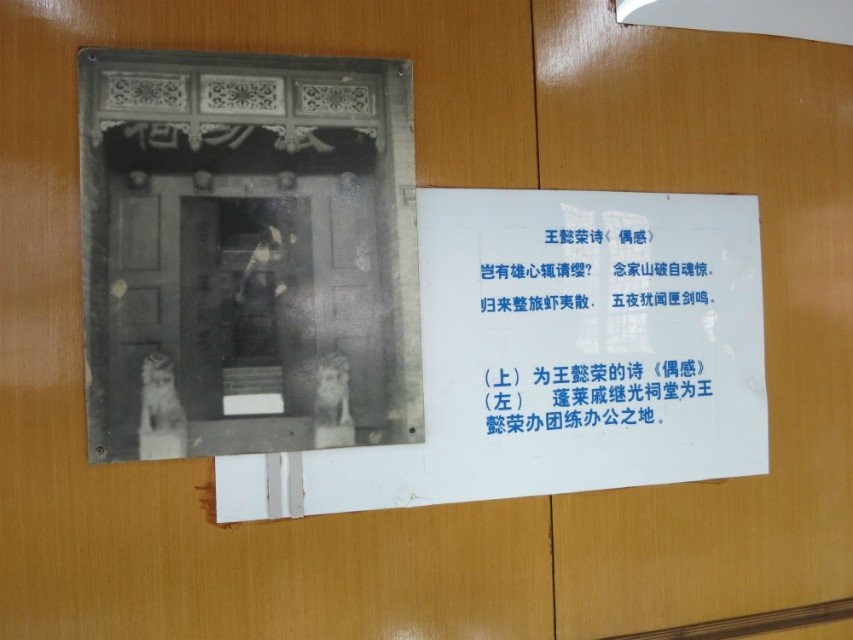 王懿荣诗《偶感》
岂有雄心辄请缨？ 念家山破自魂惊．
归来整旅虾夷散． 五夜犹闻匣剑鸣。
（上）为王懿荣的诗《偶感》
（左） 蓬莱戚继光祠堂为王
懿荣办团练办公之地。